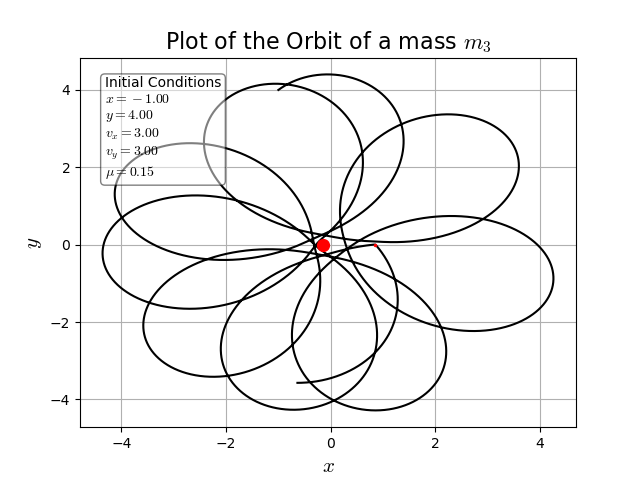 Plot of the Orbit of a mass m₃
Initial Conditions
x = −1.00
y = 4.00
vₓ = 3.00
v_y = 3.00
μ = 0.15
4
2
0
−2
−4
y
−4
−2
0
2
4
x